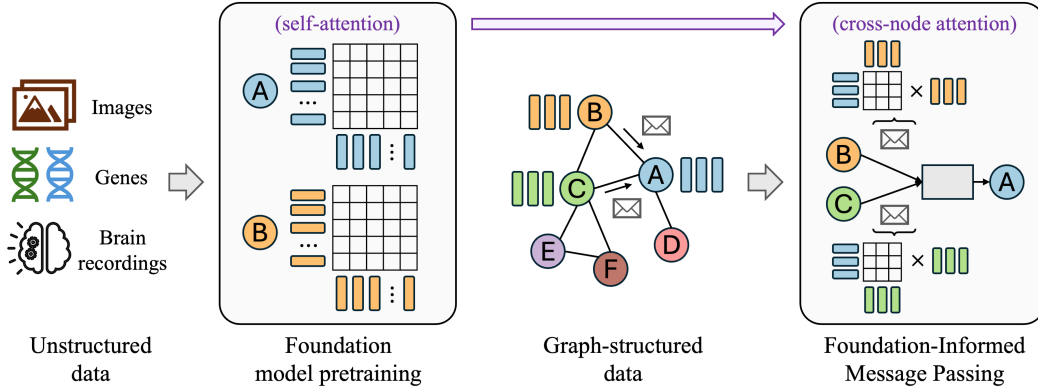 Images
Genes
Brain
recordings
Unstructured
data
(self-attention)
A
...
B
...
Foundation
model pretraining
B
A
C
D
E
F
Graph-structured
data
(cross-node attention)
×
B
A
C
×
Foundation-Informed
Message Passing